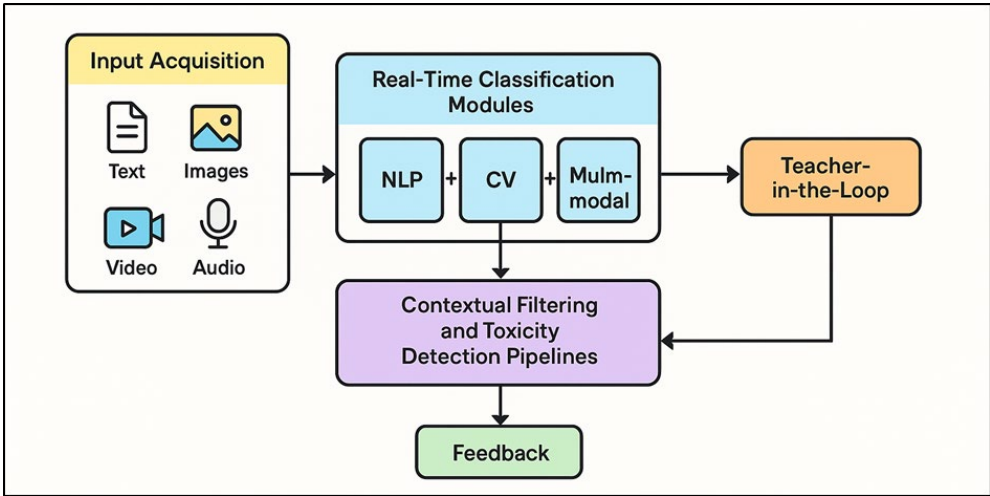 Input Acquisition
Text
Images
Video
Audio
Real-Time Classification
Modules
NLP + CV + Mulm-
modal
Teacher-
in-the-Loop
Contextual Filtering
and Toxicity
Detection Pipelines
Feedback